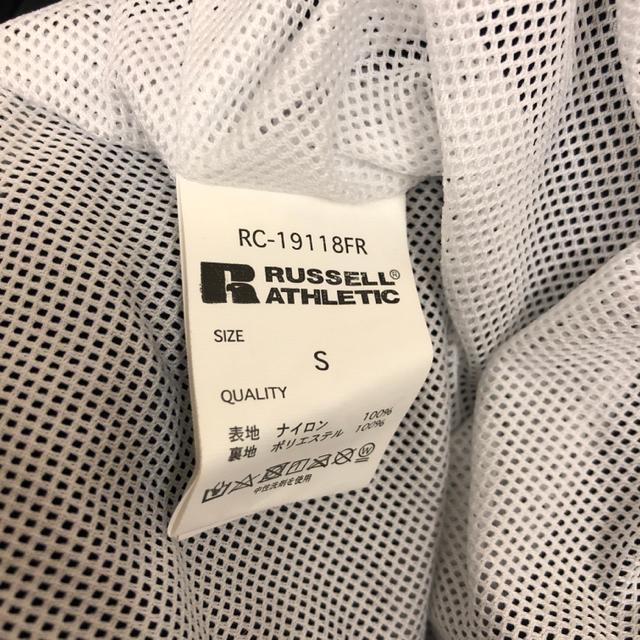 RC-19118FR
RUSSELL®
ATHLETIC
SIZE
S
QUALITY
表地 ナイロン 100%
裏地 ポリエステル 100%
W
中性洗剤を使用